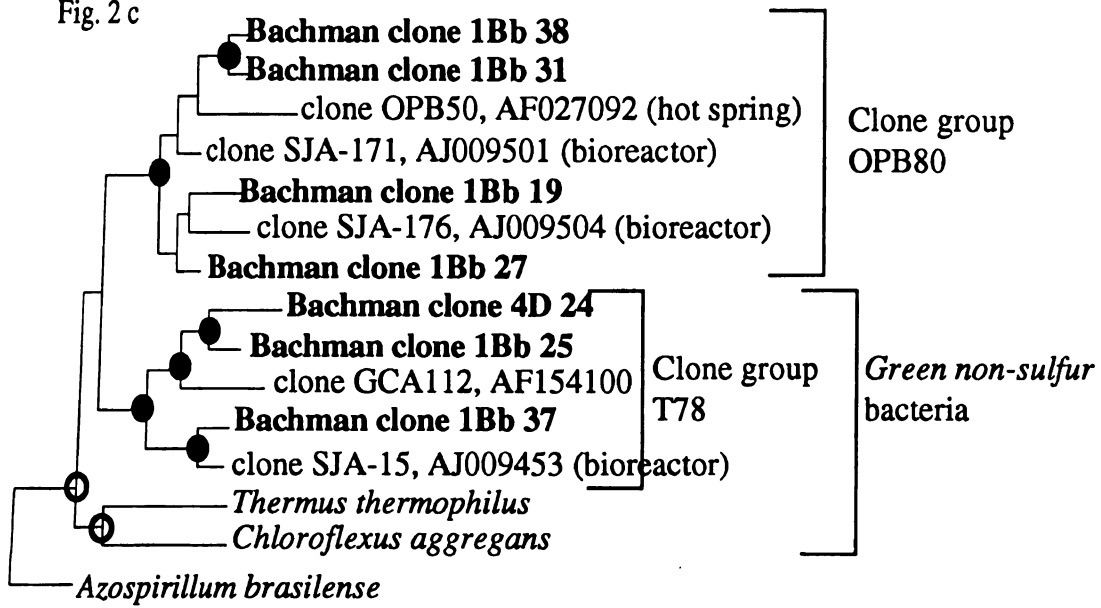 Fig. 2 c
Bachman clone 1Bb 38
Bachman clone 1Bb 31
clone OPB50, AF027092 (hot spring)
clone SJA-171, AJ009501 (bioreactor)
Bachman clone 1Bb 19
clone SJA-176, AJ009504 (bioreactor)
Bachman clone 1Bb 27
Clone group
OPB80
Bachman clone 4D 24
Bachman clone 1Bb 25
clone GCA112, AF154100
Bachman clone 1Bb 37
clone SJA-15, AJ009453 (bioreactor)
Clone group
T78
Thermus thermophilus
Chloroflexus aggregans
Green non-sulfur
bacteria
Azospirillum brasilense